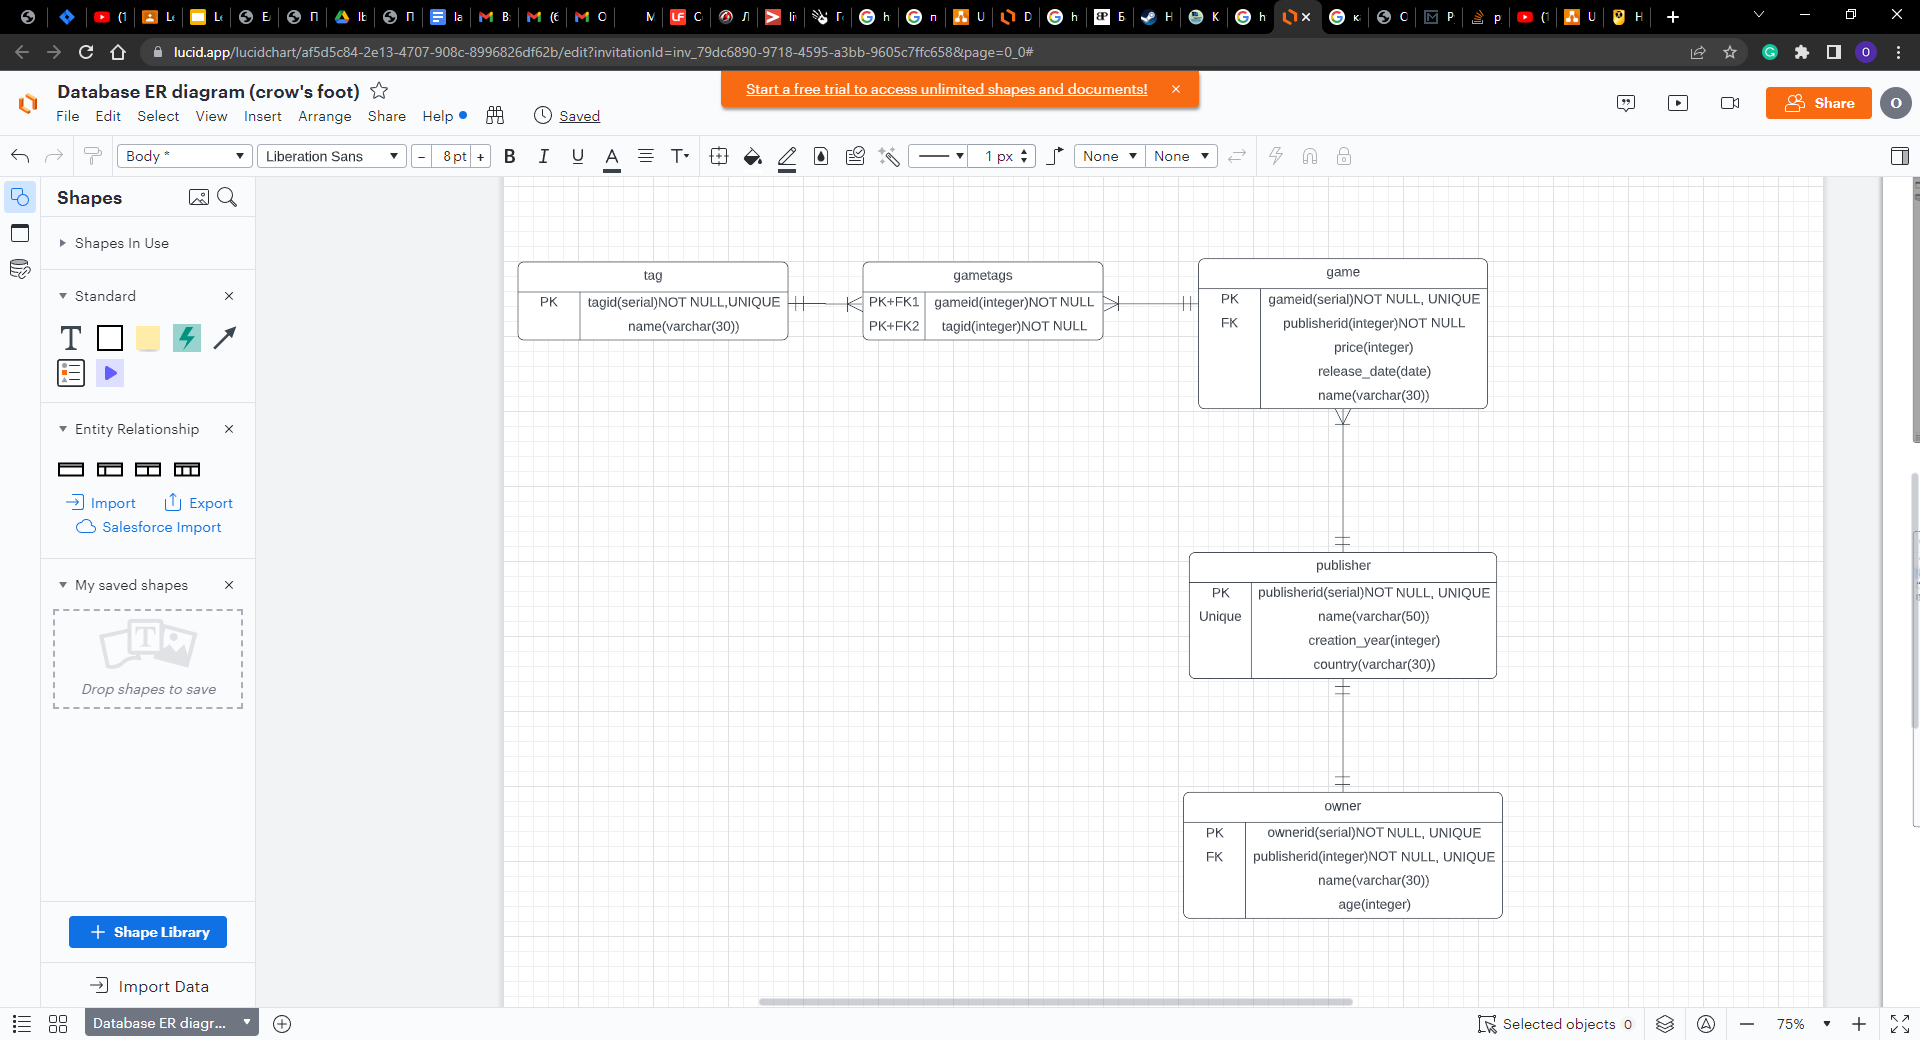 lucid.app/lucidchart/af5d5c84-2e13-4707-908c-8996826df62b/edit?invitationId=inv_79dc6890-9718-4595-a3bb-9605c7ffc658&page=0_0#
Database ER diagram (crow's foot)
Start a free trial to access unlimited shapes and documents!
File Edit Select View Insert Arrange Share Help Saved
Share
O
Body * Liberation Sans 8 pt B I U A 1 px None None
Shapes
Shapes In Use
Standard
Entity Relationship
Import Export
Salesforce Import
My saved shapes
Drop shapes to save
Shape Library
Import Data
tag
PK tagid(serial)NOT NULL,UNIQUE
name(varchar(30))
gametags
PK+FK1 gameid(integer)NOT NULL
PK+FK2 tagid(integer)NOT NULL
game
PK gameid(serial)NOT NULL, UNIQUE
FK publisherid(integer)NOT NULL
price(integer)
release_date(date)
name(varchar(30))
publisher
PK publisherid(serial)NOT NULL, UNIQUE
Unique name(varchar(50))
creation_year(integer)
country(varchar(30))
owner
PK ownerid(serial)NOT NULL, UNIQUE
FK publisherid(integer)NOT NULL, UNIQUE
name(varchar(30))
age(integer)
Database ER diagr...
Selected objects 0
75%